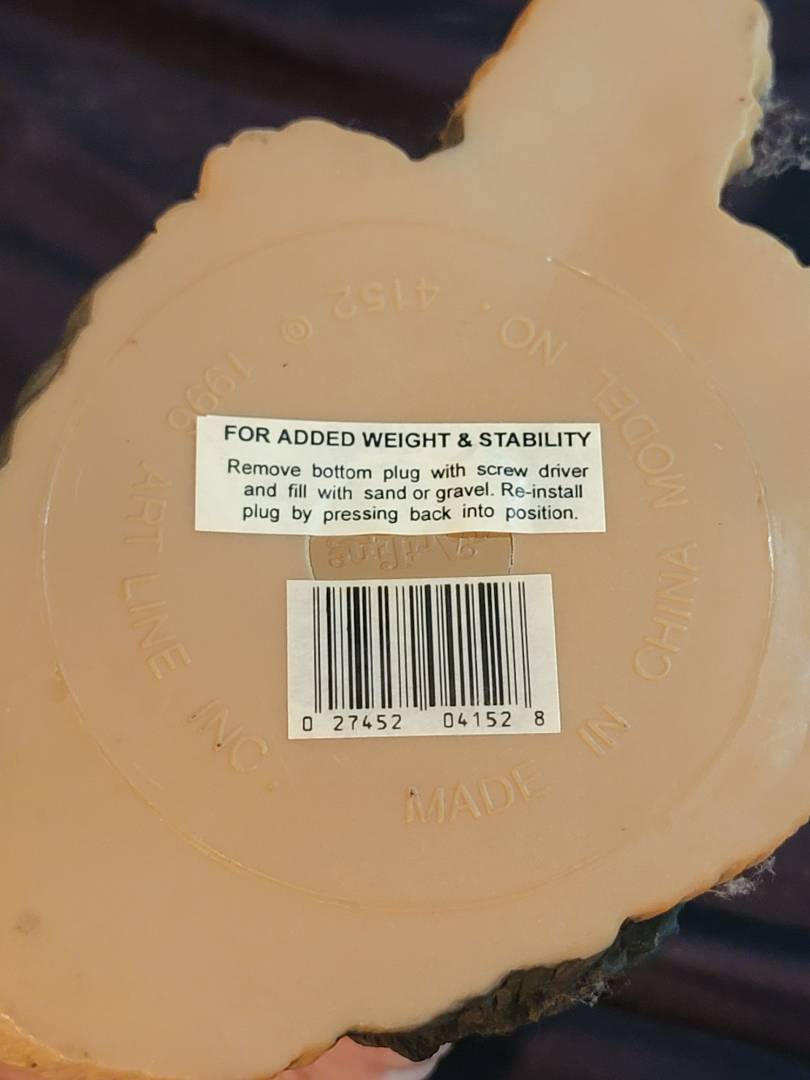 FOR ADDED WEIGHT & STABILITY
Remove bottom plug with screw driver
and fill with sand or gravel. Re-install
plug by pressing back into position.
0 27452 04152 8
MADE IN CHINA MODEL NO. 4152 © 1996 ART LINE INC.